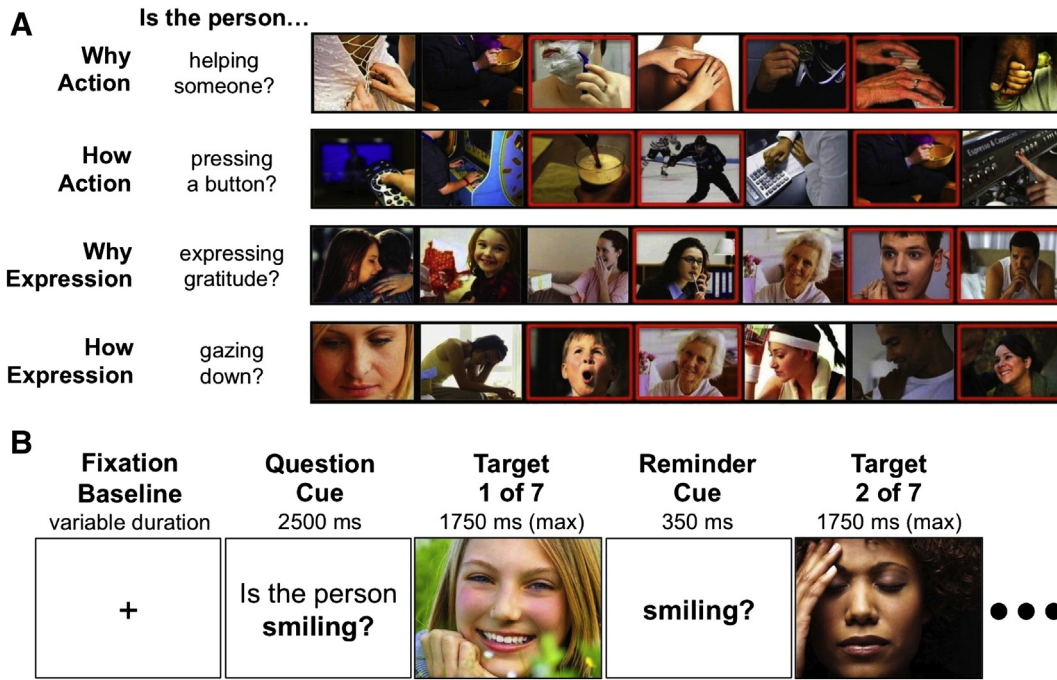 A
Is the person…
Why
Action
helping
someone?
How
Action
pressing
a button?
Espresso & Cappuccino
Why
Expression
expressing
gratitude?
How
Expression
gazing
down?
B
Fixation
Baseline
variable duration
Question
Cue
2500 ms
Target
1 of 7
1750 ms (max)
Reminder
Cue
350 ms
Target
2 of 7
1750 ms (max)
+
Is the person
smiling?
smiling?